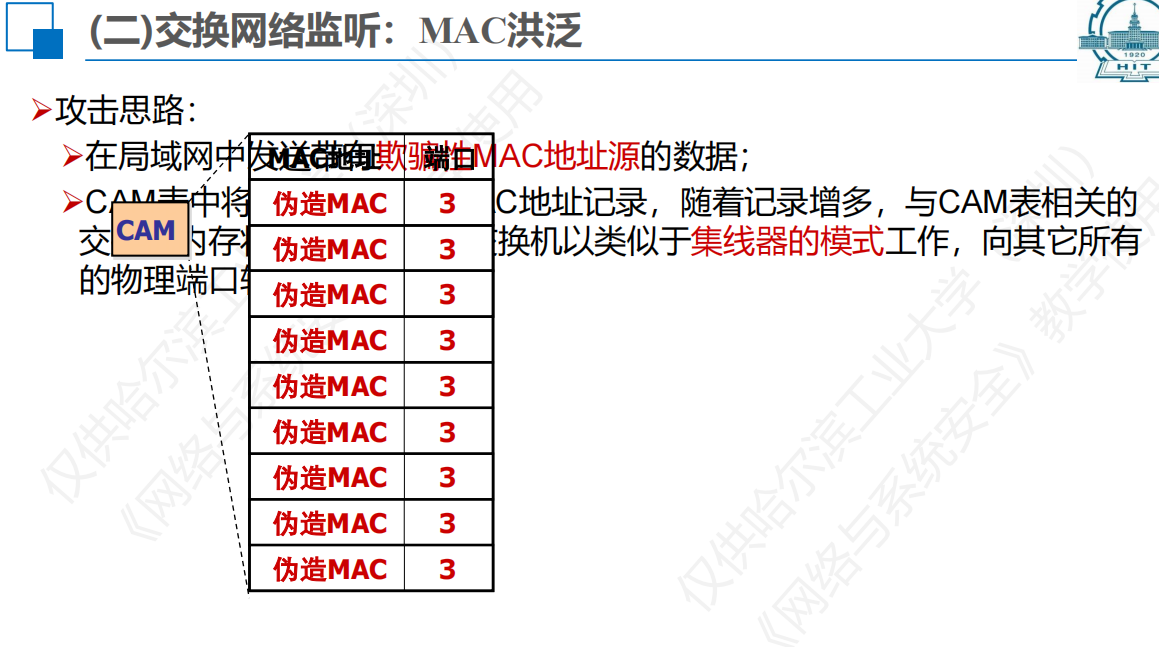 (二)交换网络监听：MAC洪泛
1920
HIT
攻击思路：
在局域网中发送带有欺骗性MAC地址源的数据；
CAM表中将 C地址记录，随着记录增多，与CAM表相关的
交 内存 换机以类似于集线器的模式工作，向其它所有
的物理端口转
CAM
MAC地址 端口
伪造MAC 3
伪造MAC 3
伪造MAC 3
伪造MAC 3
伪造MAC 3
伪造MAC 3
伪造MAC 3
伪造MAC 3
伪造MAC 3
仅供哈尔滨工业大学（深圳）
《网络与系统安全》教学使用
仅供哈尔滨工业大学（深圳）
《网络与系统安全》教学使用